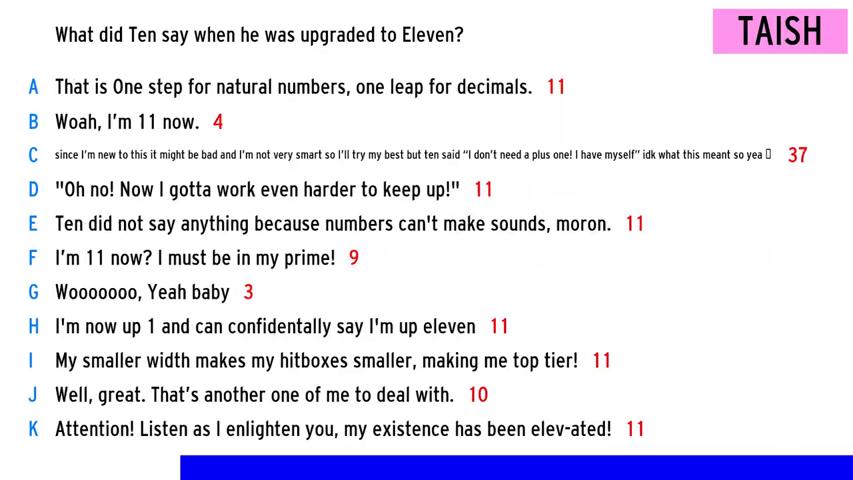 What did Ten say when he was upgraded to Eleven?
TAISH
A That is One step for natural numbers, one leap for decimals. 11
B Woah, I'm 11 now. 4
C since I'm new to this it might be bad and I'm not very smart so I'll try my best but ten said “I don't need a plus one! I have myself” idk what this meant so yea 37
D "Oh no! Now I gotta work even harder to keep up!" 11
E Ten did not say anything because numbers can't make sounds, moron. 11
F I'm 11 now? I must be in my prime! 9
G Wooooooo, Yeah baby 3
H I'm now up 1 and can confidentally say I'm up eleven 11
I My smaller width makes my hitboxes smaller, making me top tier! 11
J Well, great. That’s another one of me to deal with. 10
K Attention! Listen as I enlighten you, my existence has been elev-ated! 11